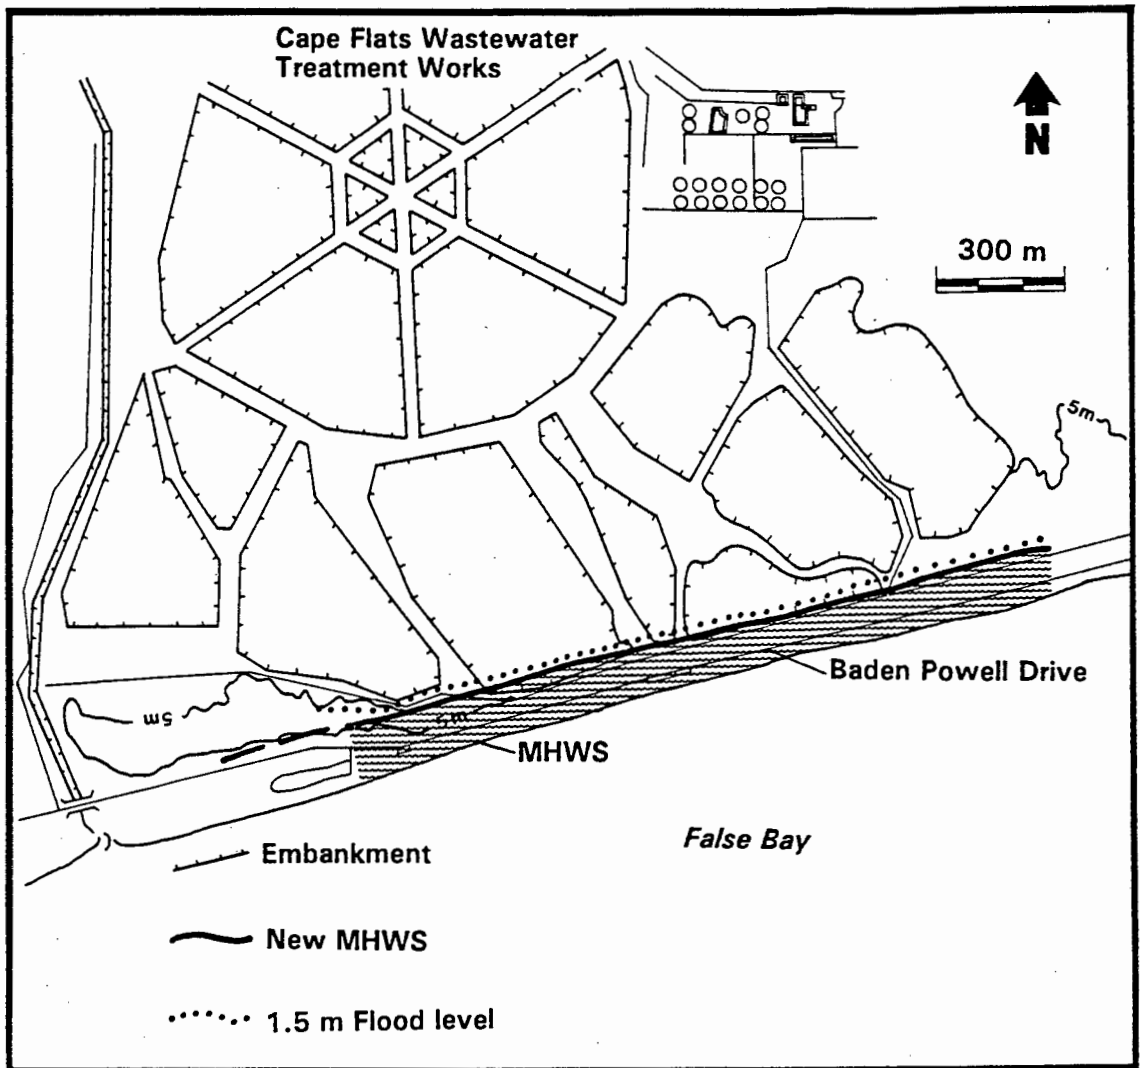 Cape Flats Wastewater
Treatment Works
N
300 m
5m
5m
5m
Baden Powell Drive
MHWS
False Bay
Embankment
New MHWS
1.5 m Flood level